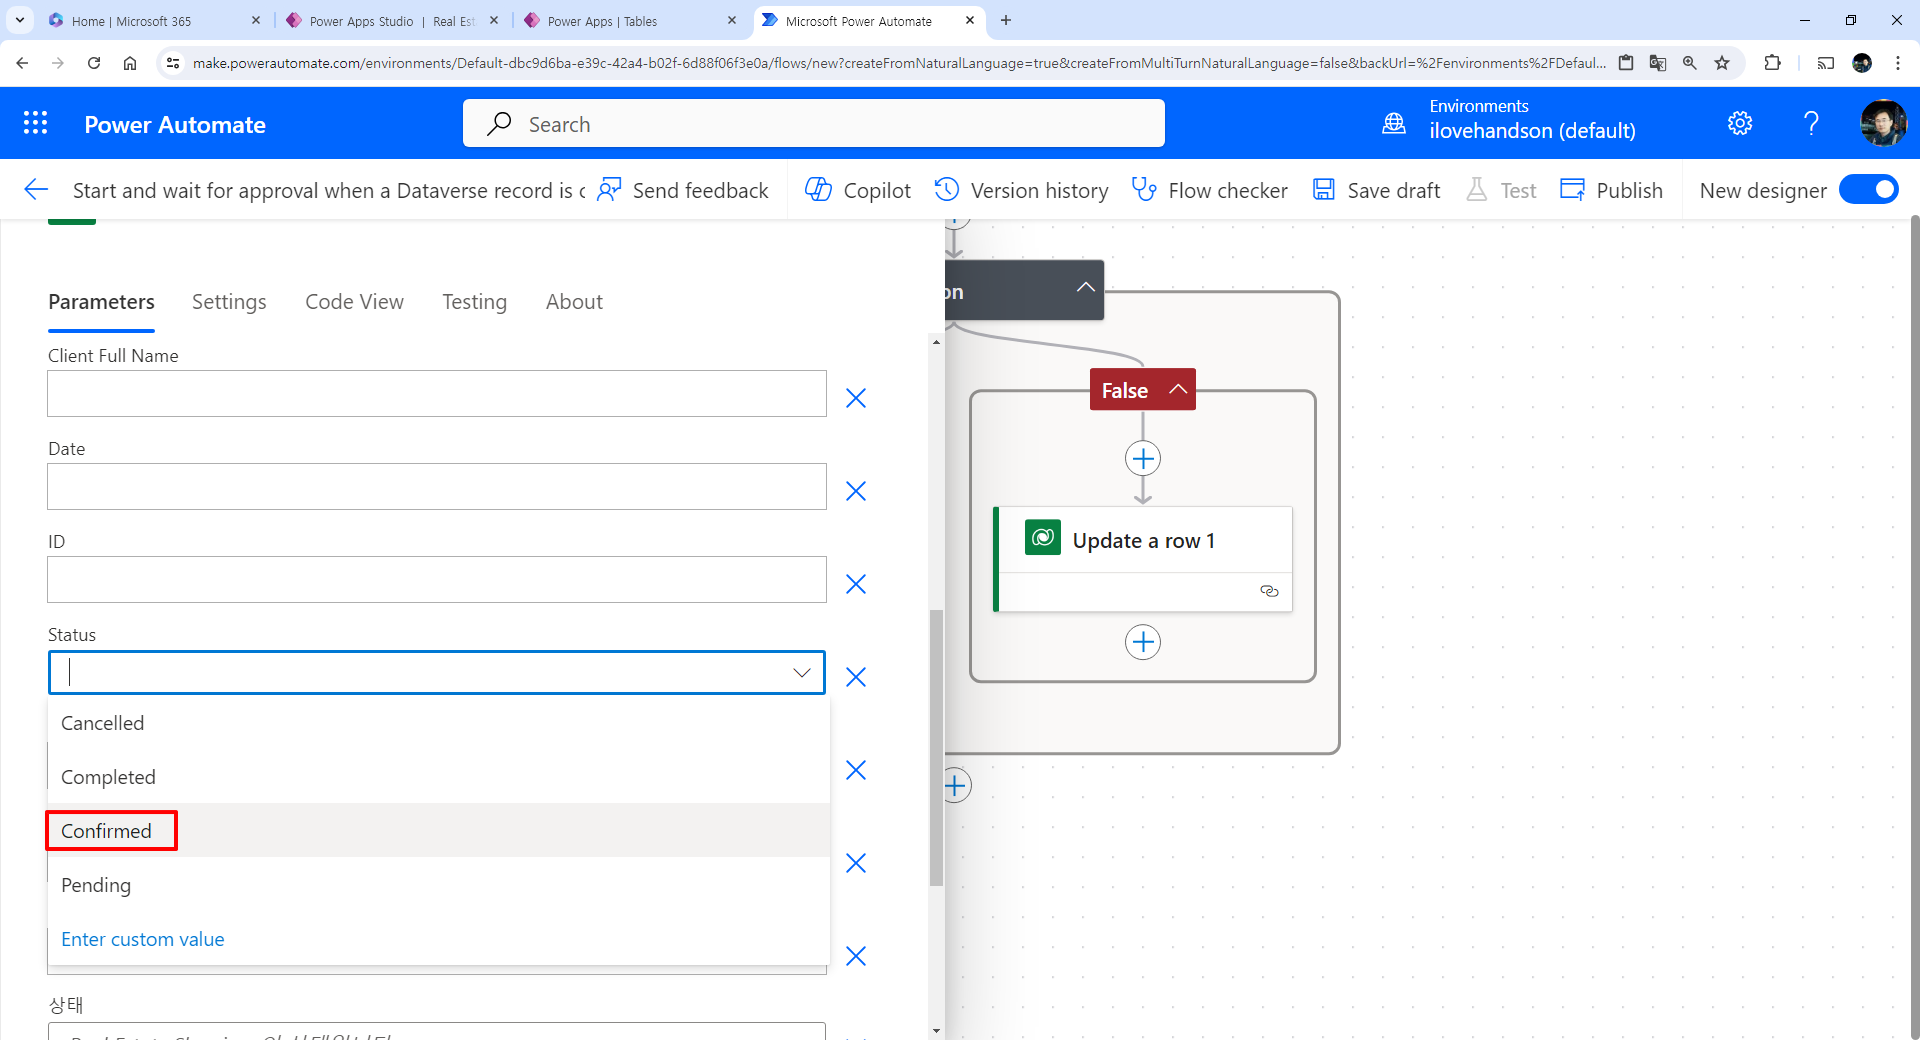 Home | Microsoft 365
Power Apps Studio | Real Est
Power Apps | Tables
Microsoft Power Automate
make.powerautomate.com/environments/Default-dbc9d6ba-e39c-42a4-b02f-6d88f06f3e0a/flows/new?createFromNaturalLanguage=true&createFromMultiTurnNaturalLanguage=false&backUrl=%2Fenvironments%2FDefaul...
Power Automate
Search
Environments
ilovehandson (default)
Start and wait for approval when a Dataverse record is c
Send feedback
Copilot
Version history
Flow checker
Save draft
Test
Publish
New designer
Parameters
Settings
Code View
Testing
About
Client Full Name
Date
ID
Status
Cancelled
Completed
Confirmed
Pending
Enter custom value
상태
on
False
Update a row 1